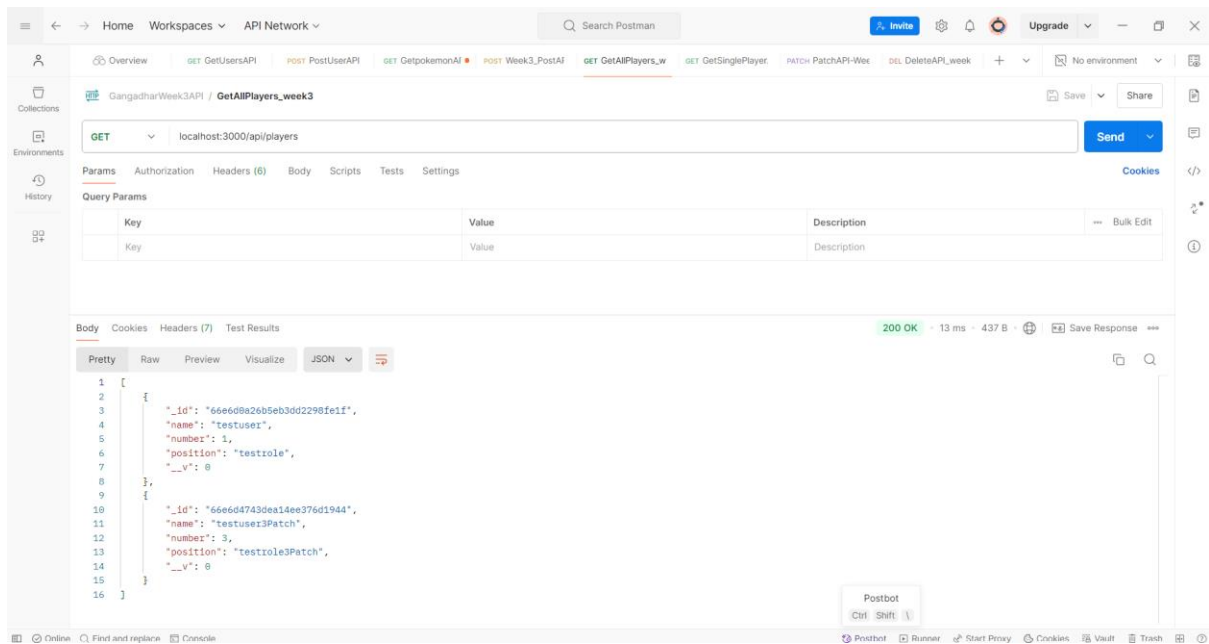 Home Workspaces API Network Search Postman Invite Upgrade
Overview GET GetUsersAPI POST PostUserAPI GET GetpokemonAI POST Week3_PostAF GET GetAllPlayers_w GET GetSinglePlayer. PATCH PatchAPI-Wee DEL DeleteAPI_week No environment
Collections
Environments
History
GangadharWeek3API / GetAllPlayers_week3 Save Share
GET localhost:3000/api/players Send
Params Authorization Headers (6) Body Scripts Tests Settings Cookies
Query Params
Key Value Description Bulk Edit
Key Value Description
Body Cookies Headers (7) Test Results 200 OK 13 ms 437 B Save Response
Pretty Raw Preview Visualize JSON
1 [
2 {
3 "_id": "66e6d0a26b5eb3dd2298fe1f",
4 "name": "testuser",
5 "number": 1,
6 "position": "testrole",
7 "__v": 0
8 },
9 {
10 "_id": "66e6d4743dea14ee376d1944",
11 "name": "testuser3Patch",
12 "number": 3,
13 "position": "testrole3Patch",
14 "__v": 0
15 }
16 ]
Postbot
Ctrl Shift \
Online Find and replace Console Postbot Runner Start Proxy Cookies Vault Trash